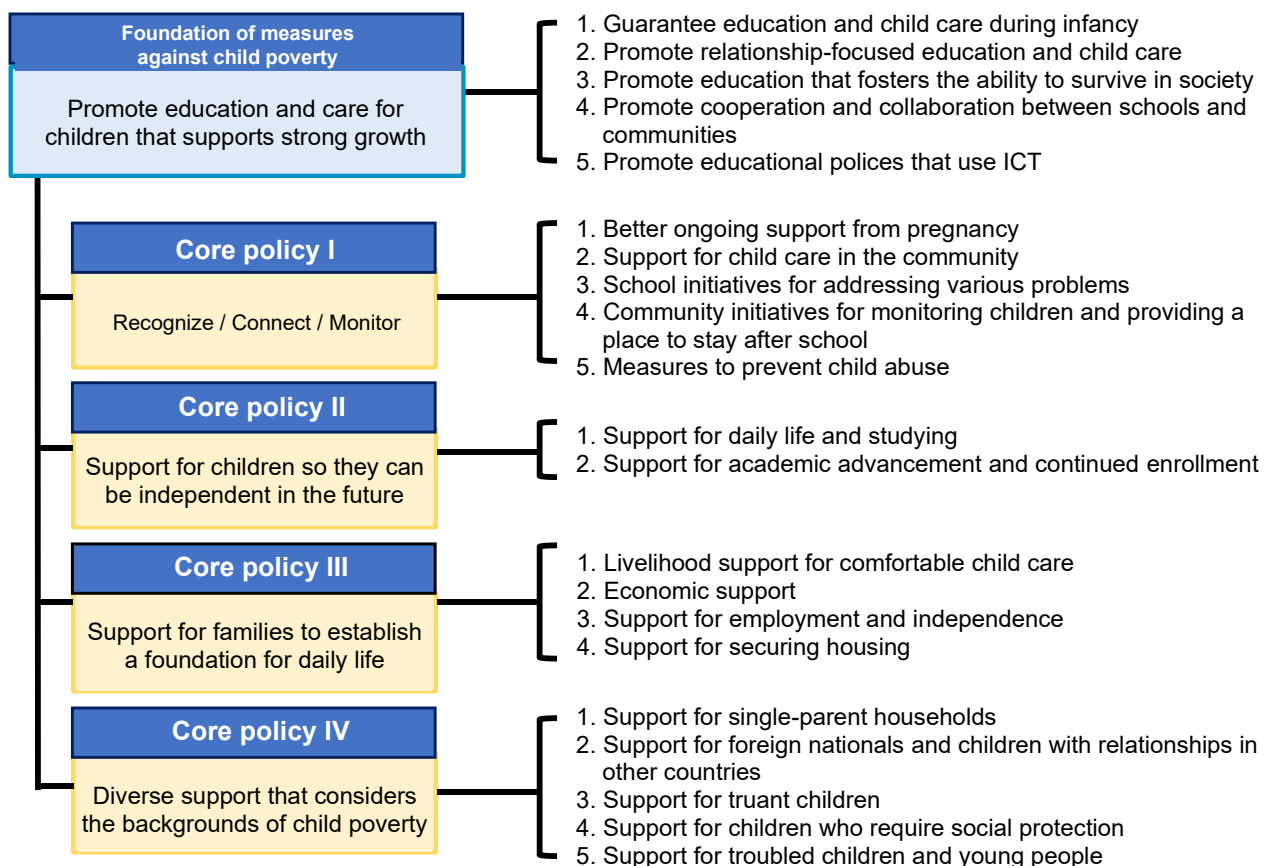 Foundation of measures
against child poverty
Promote education and care for
children that supports strong growth
1. Guarantee education and child care during infancy
2. Promote relationship-focused education and child care
3. Promote education that fosters the ability to survive in society
4. Promote cooperation and collaboration between schools and
communities
5. Promote educational polices that use ICT
Core policy I
Recognize / Connect / Monitor
1. Better ongoing support from pregnancy
2. Support for child care in the community
3. School initiatives for addressing various problems
4. Community initiatives for monitoring children and providing a
place to stay after school
5. Measures to prevent child abuse
Core policy II
Support for children so they can
be independent in the future
1. Support for daily life and studying
2. Support for academic advancement and continued enrollment
Core policy III
Support for families to establish
a foundation for daily life
1. Livelihood support for comfortable child care
2. Economic support
3. Support for employment and independence
4. Support for securing housing
Core policy IV
Diverse support that considers
the backgrounds of child poverty
1. Support for single-parent households
2. Support for foreign nationals and children with relationships in
other countries
3. Support for truant children
4. Support for children who require social protection
5. Support for troubled children and young people